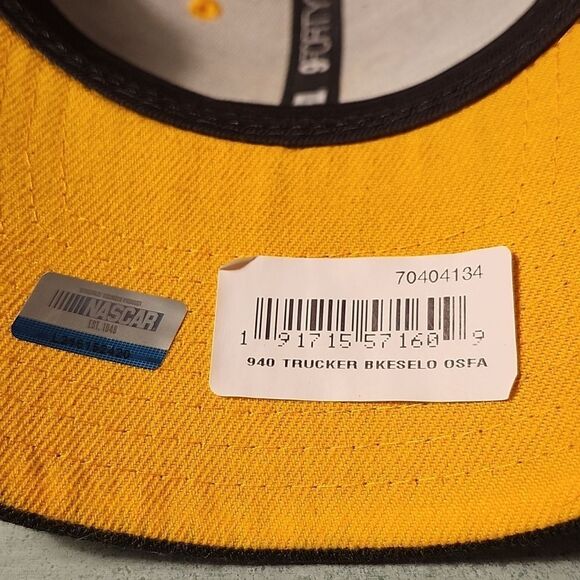 9FORTY
70404134
1 91715 57160 9
940 TRUCKER BKESELO OSFA
NASCAR
EST. 1948